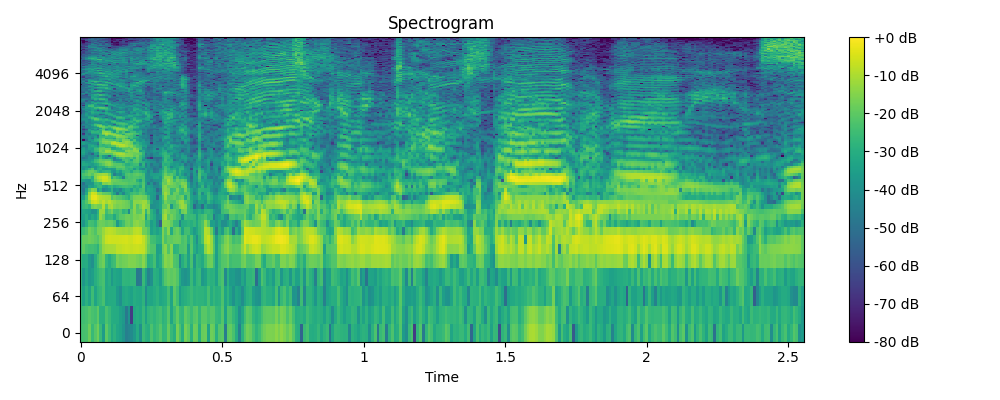 Spectrogram
4096
2048
1024
512
256
128
64
0
Hz
0
0.5
1
1.5
2
2.5
Time
+0 dB
-10 dB
-20 dB
-30 dB
-40 dB
-50 dB
-60 dB
-70 dB
-80 dB